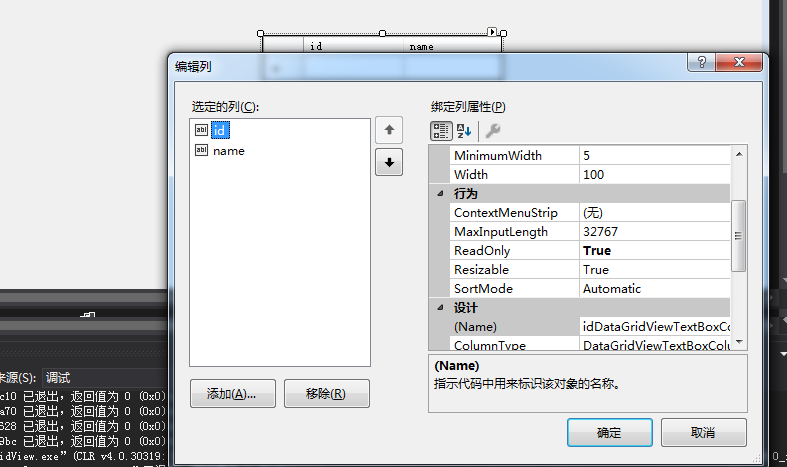 id name
编辑列
选定的列(C):
id
name
添加(A)...
移除(R)
绑定列属性(P)
MinimumWidth 5
Width 100
行为
ContextMenuStrip (无)
MaxInputLength 32767
ReadOnly True
Resizable True
SortMode Automatic
设计
(Name) idDataGridViewTextBoxCo
ColumnType DataGridViewTextBoxColu
(Name)
指示代码中用来标识该对象的名称。
确定 取消
来源(S): 调试
c10 已退出，返回值为 0 (0x0)
a70 已退出，返回值为 0 (0x0)
628 已退出，返回值为 0 (0x0)
9bc 已退出，返回值为 0 (0x0)
idView.exe”(CLR v4.0.30319: